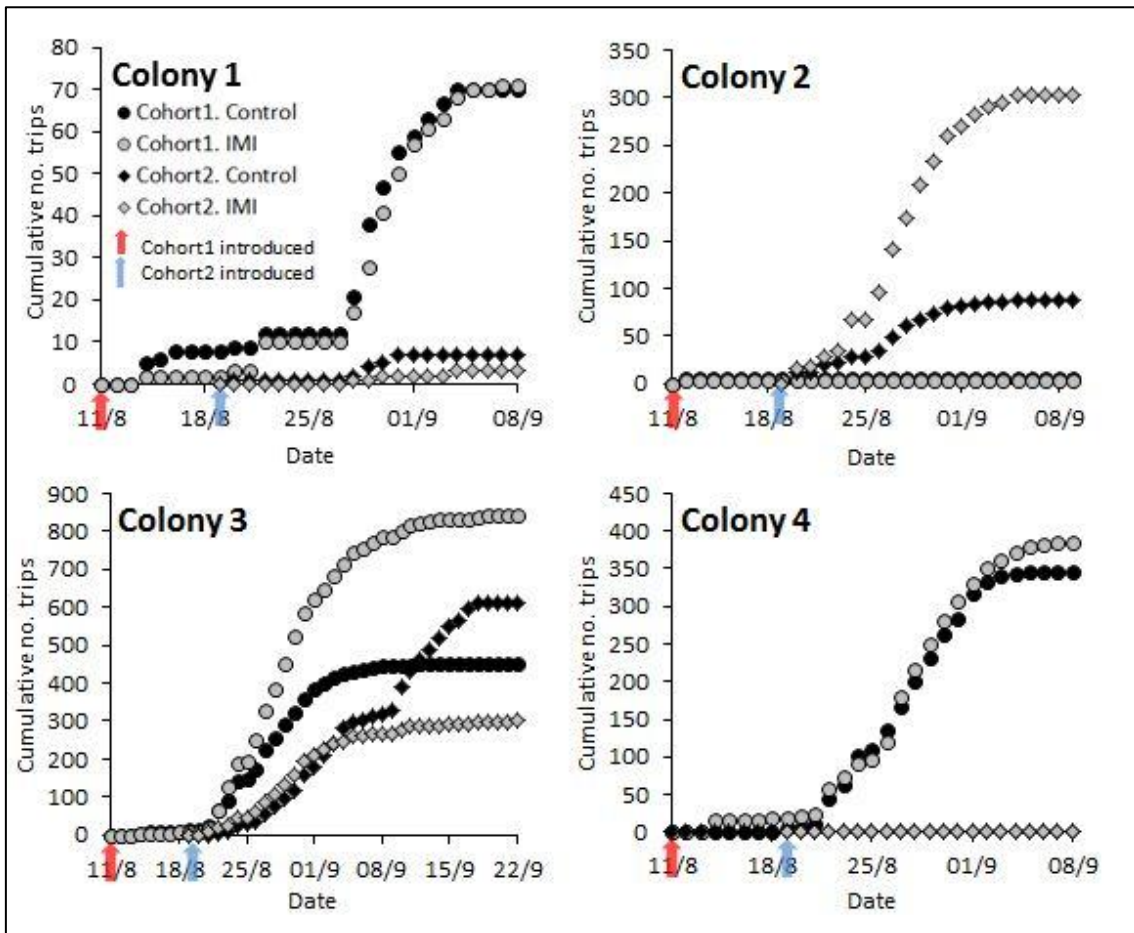 Colony 1
Cumulative no. trips
80
70
60
50
40
30
20
10
0
Cohort1. Control
Cohort1. IMI
Cohort2. Control
Cohort2. IMI
Cohort1 introduced
Cohort2 introduced
11/8 18/8 25/8 01/9 08/9
Date
Colony 2
Cumulative no. trips
350
300
250
200
150
100
50
0
11/8 18/8 25/8 01/9 08/9
Date
Colony 3
Cumulative no. trips
900
800
700
600
500
400
300
200
100
0
11/8 18/8 25/8 01/9 08/9 15/9 22/9
Date
Colony 4
Cumulative no. trips
450
400
350
300
250
200
150
100
50
0
11/8 18/8 25/8 01/9 08/9
Date